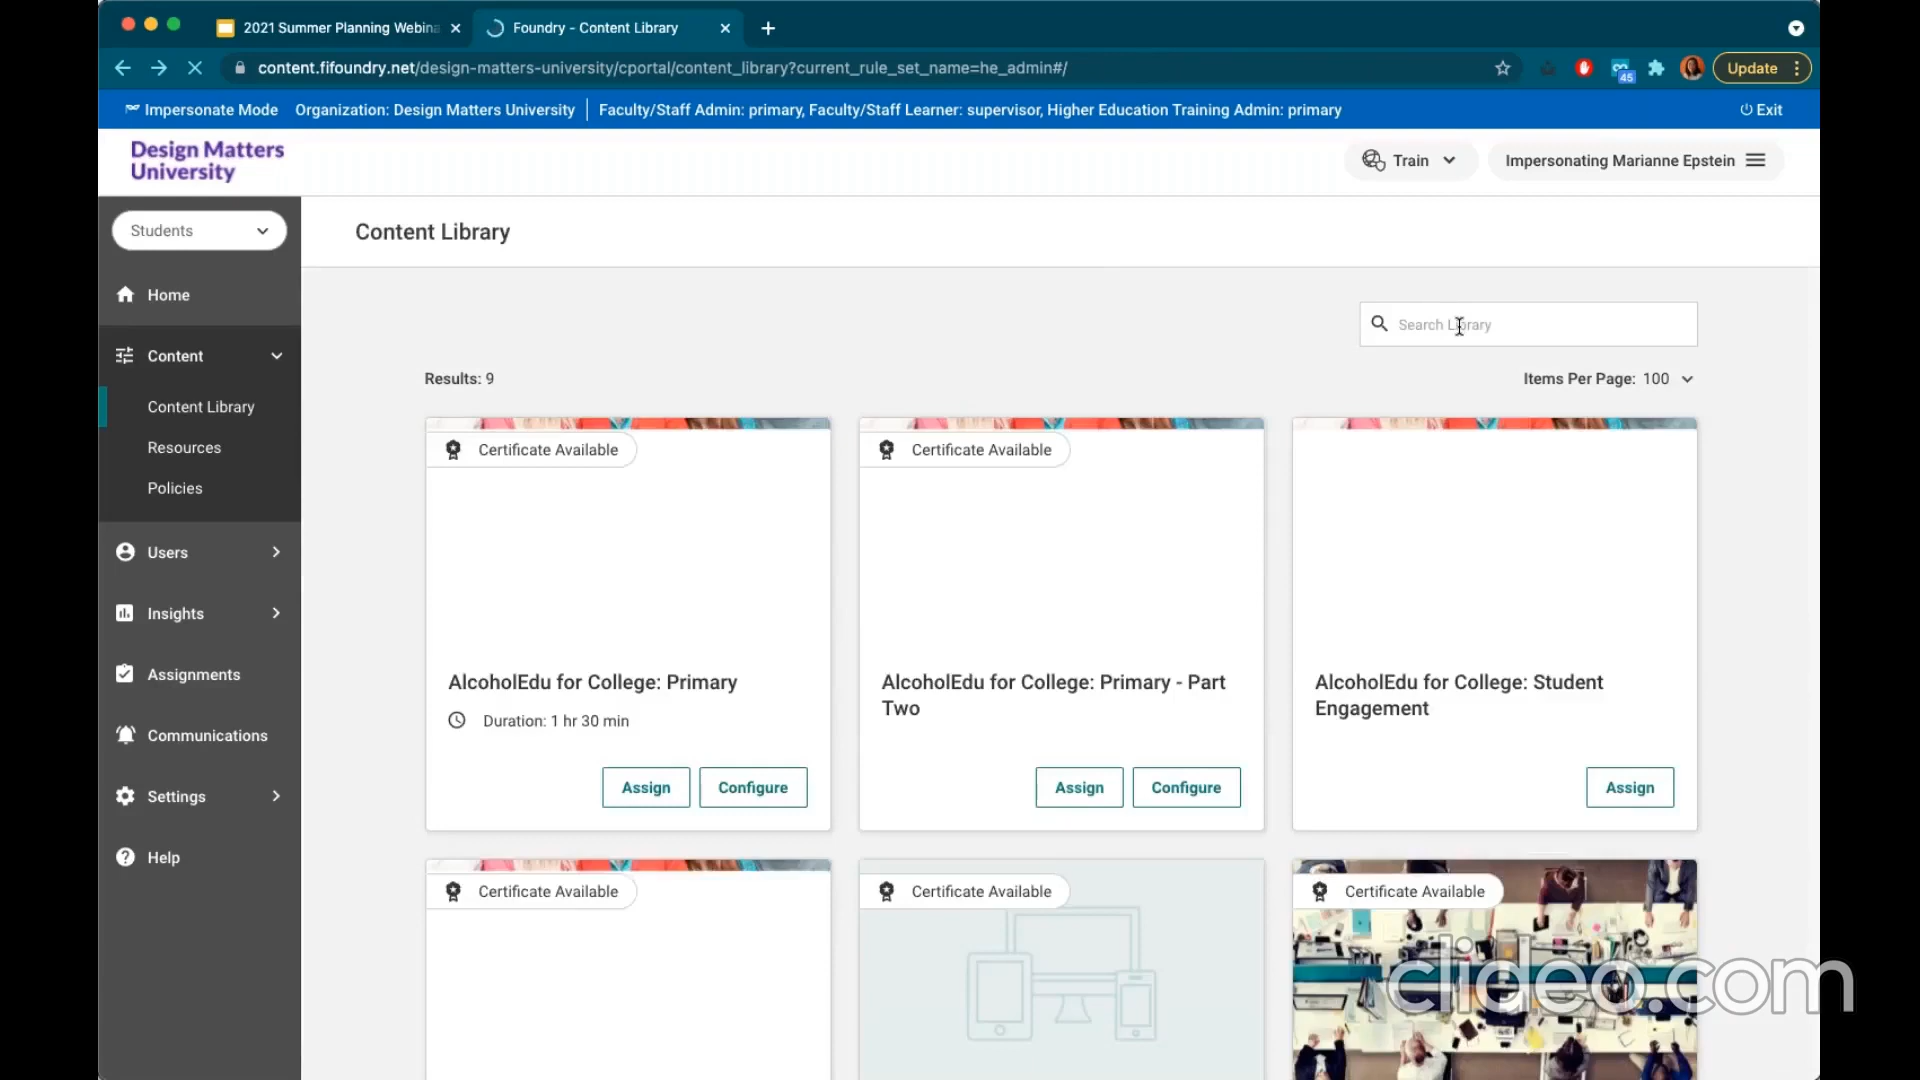 2021 Summer Planning Webina
Foundry - Content Library
content.fifoundry.net/design-matters-university/cportal/content_library?current_rule_set_name=he_admin#/
45
Update
Impersonate Mode
Organization: Design Matters University
Faculty/Staff Admin: primary, Faculty/Staff Learner: supervisor, Higher Education Training Admin: primary
Exit
Design Matters
University
Train
Impersonating Marianne Epstein
Students
Content Library
Home
Search Library
Content
Results: 9
Items Per Page: 100
Content Library
Resources
Policies
Certificate Available
Certificate Available
Users
Insights
Assignments
Communications
Settings
Help
AlcoholEdu for College: Primary
Duration: 1 hr 30 min
Assign
Configure
AlcoholEdu for College: Primary - Part
Two
Assign
Configure
AlcoholEdu for College: Student
Engagement
Assign
Certificate Available
Certificate Available
Certificate Available
clideo.com